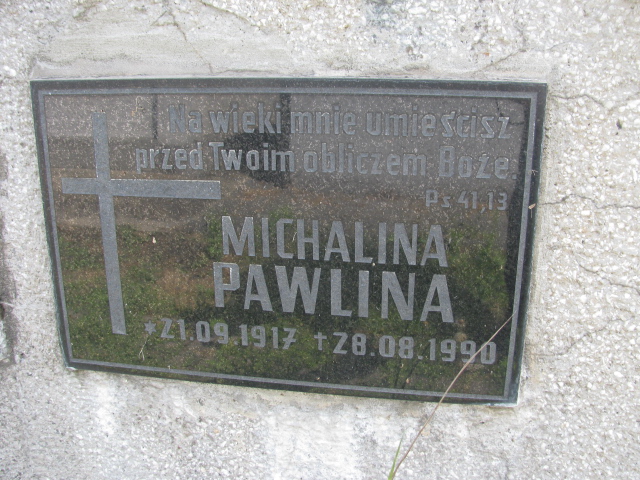 Na wieki mnie umieścisz
przed Twoim obliczem Boże.
Ps 41,13
MICHALINA
PAWLINA
*21.09.1917 †28.08.1990